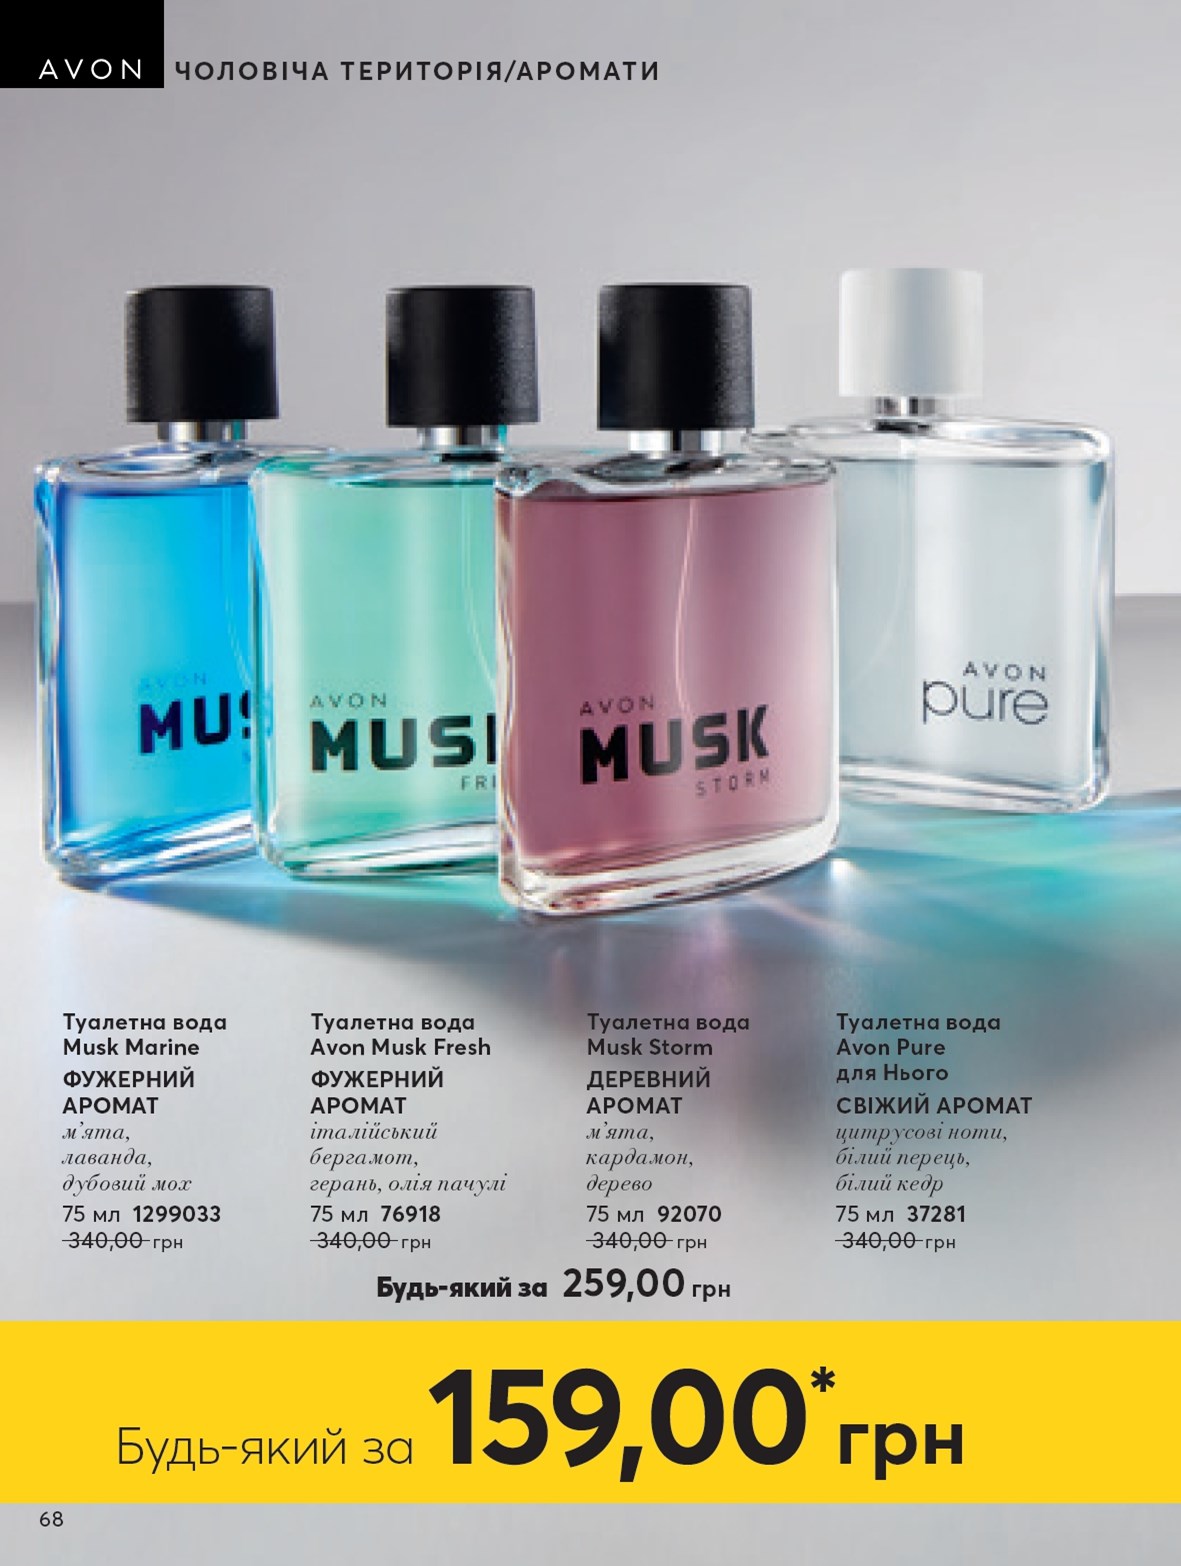 AVON ЧОЛОВІЧА ТЕРИТОРІЯ/АРОМАТИ
AVON
MUS
AVON
MUSK
FRE
AVON
MUSK
STORM
AVON
pure
Туалетна вода
Musk Marine
ФУЖЕРНИЙ
АРОМАТ
м’ята,
лаванда,
дубовий мох
75 мл 1299033
340,00 грн
Туалетна вода
Avon Musk Fresh
ФУЖЕРНИЙ
АРОМАТ
італійський
бергамот,
герань, олія пачулі
75 мл 76918
340,00 грн
Туалетна вода
Musk Storm
ДЕРЕВНИЙ
АРОМАТ
м’ята,
кардамон,
дерево
75 мл 92070
340,00 грн
Туалетна вода
Avon Pure
для Нього
СВІЖИЙ АРОМАТ
цитрусові ноти,
білий перець,
білий кедр
75 мл 37281
340,00 грн
Будь-який за 259,00 грн
Будь-який за 159,00* грн
68